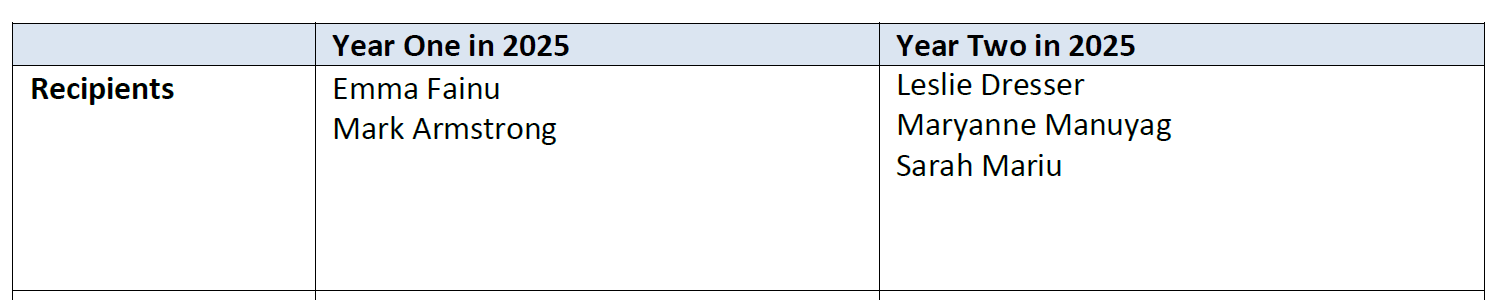 Year One in 2025 Year Two in 2025
Recipients Emma Fainu Leslie Dresser
Mark Armstrong Maryanne Manuyag
Sarah Mariu